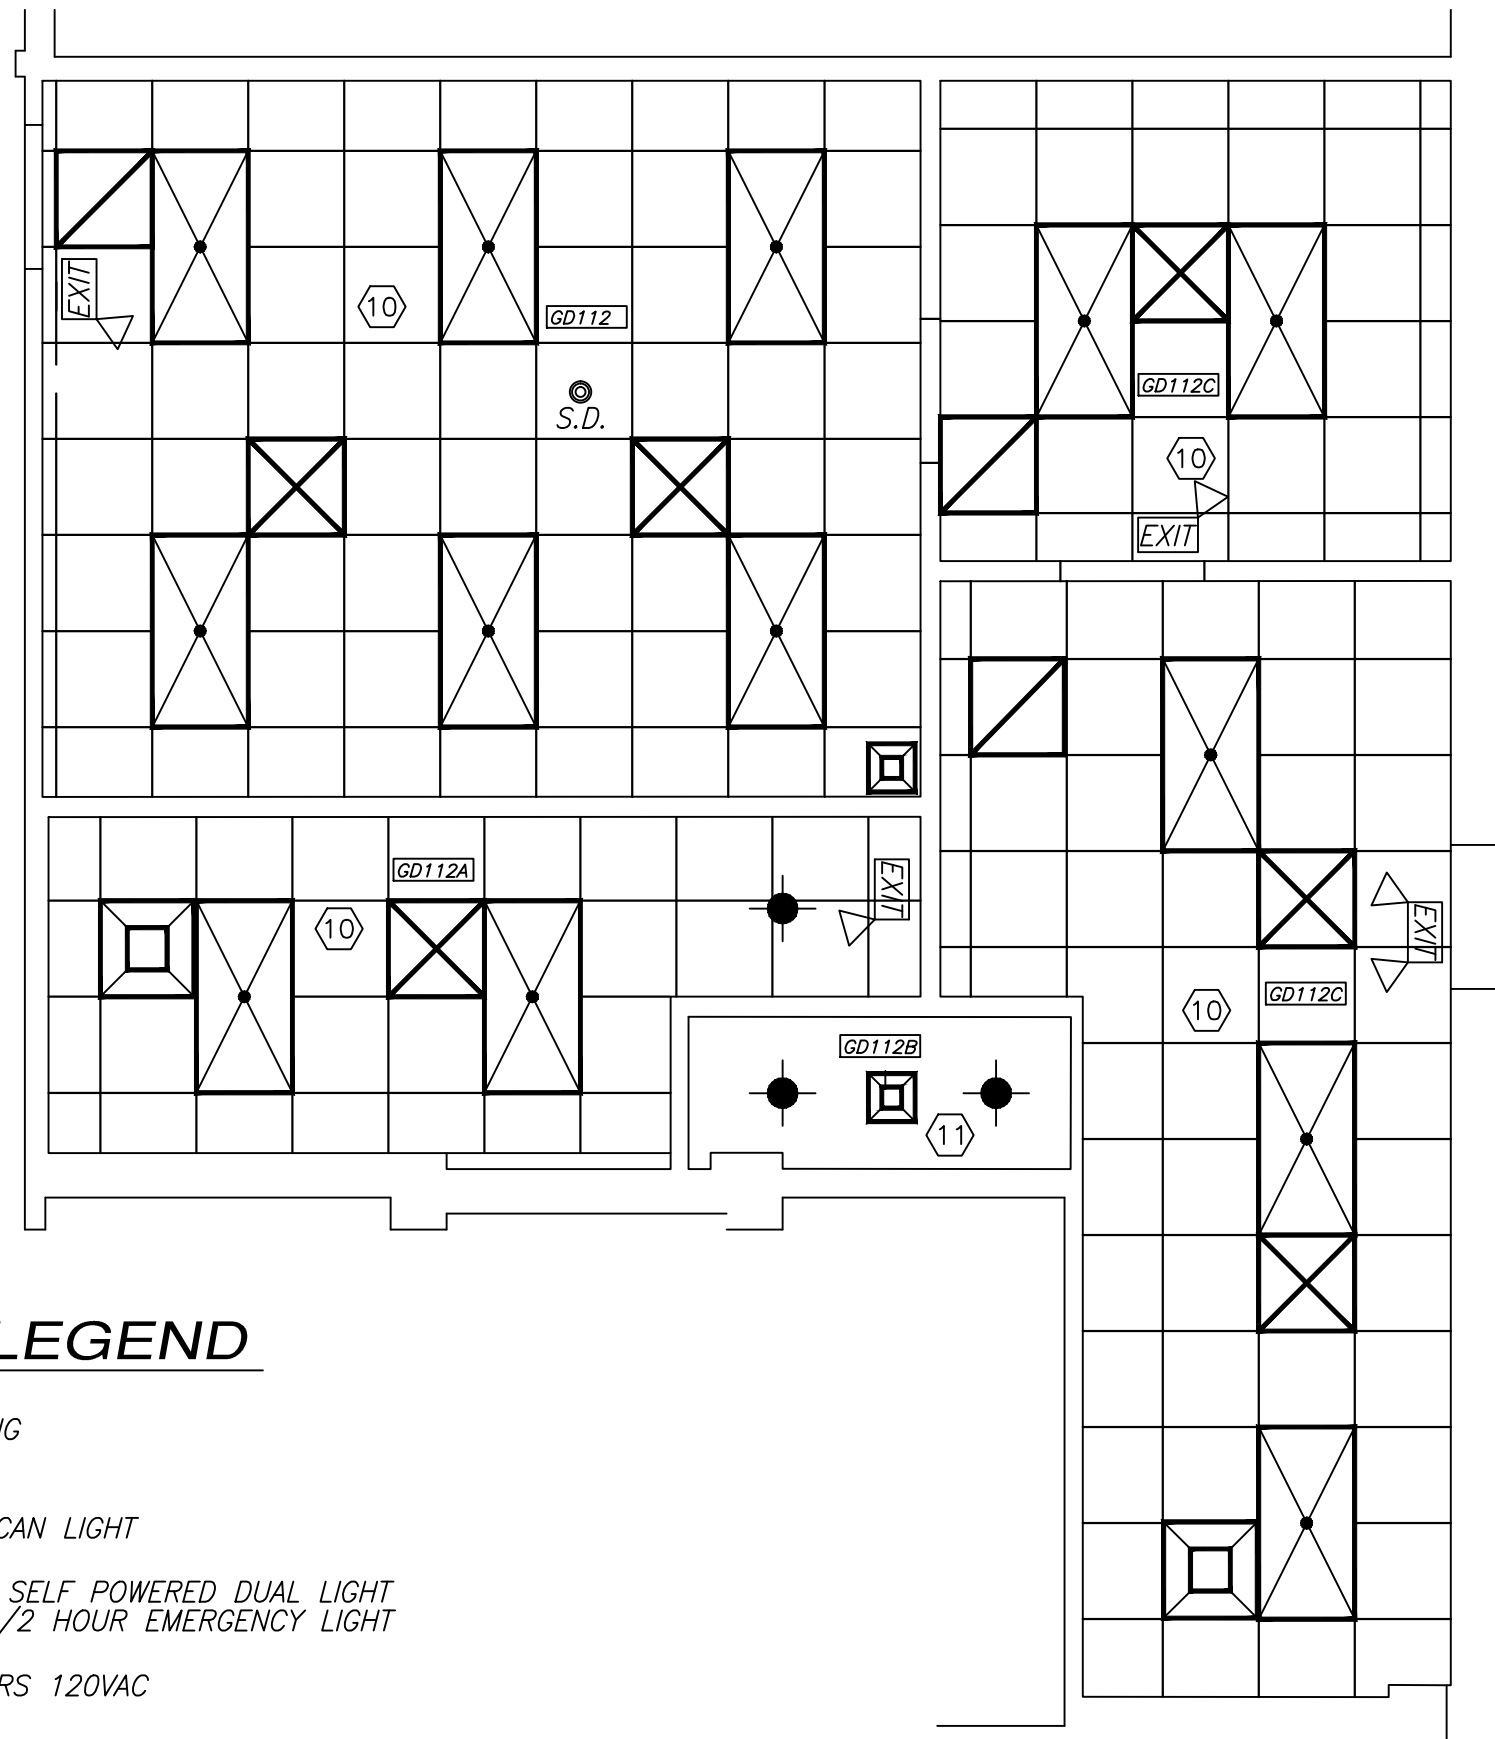 EXIT
10
GD112
S.D.
GD112C
10
EXIT
GD112A
10
EXIT
EXIT
GD112C
10
GD112B
11
LEGEND
NG
CAN LIGHT
SELF POWERED DUAL LIGHT
/2 HOUR EMERGENCY LIGHT
RS 120VAC